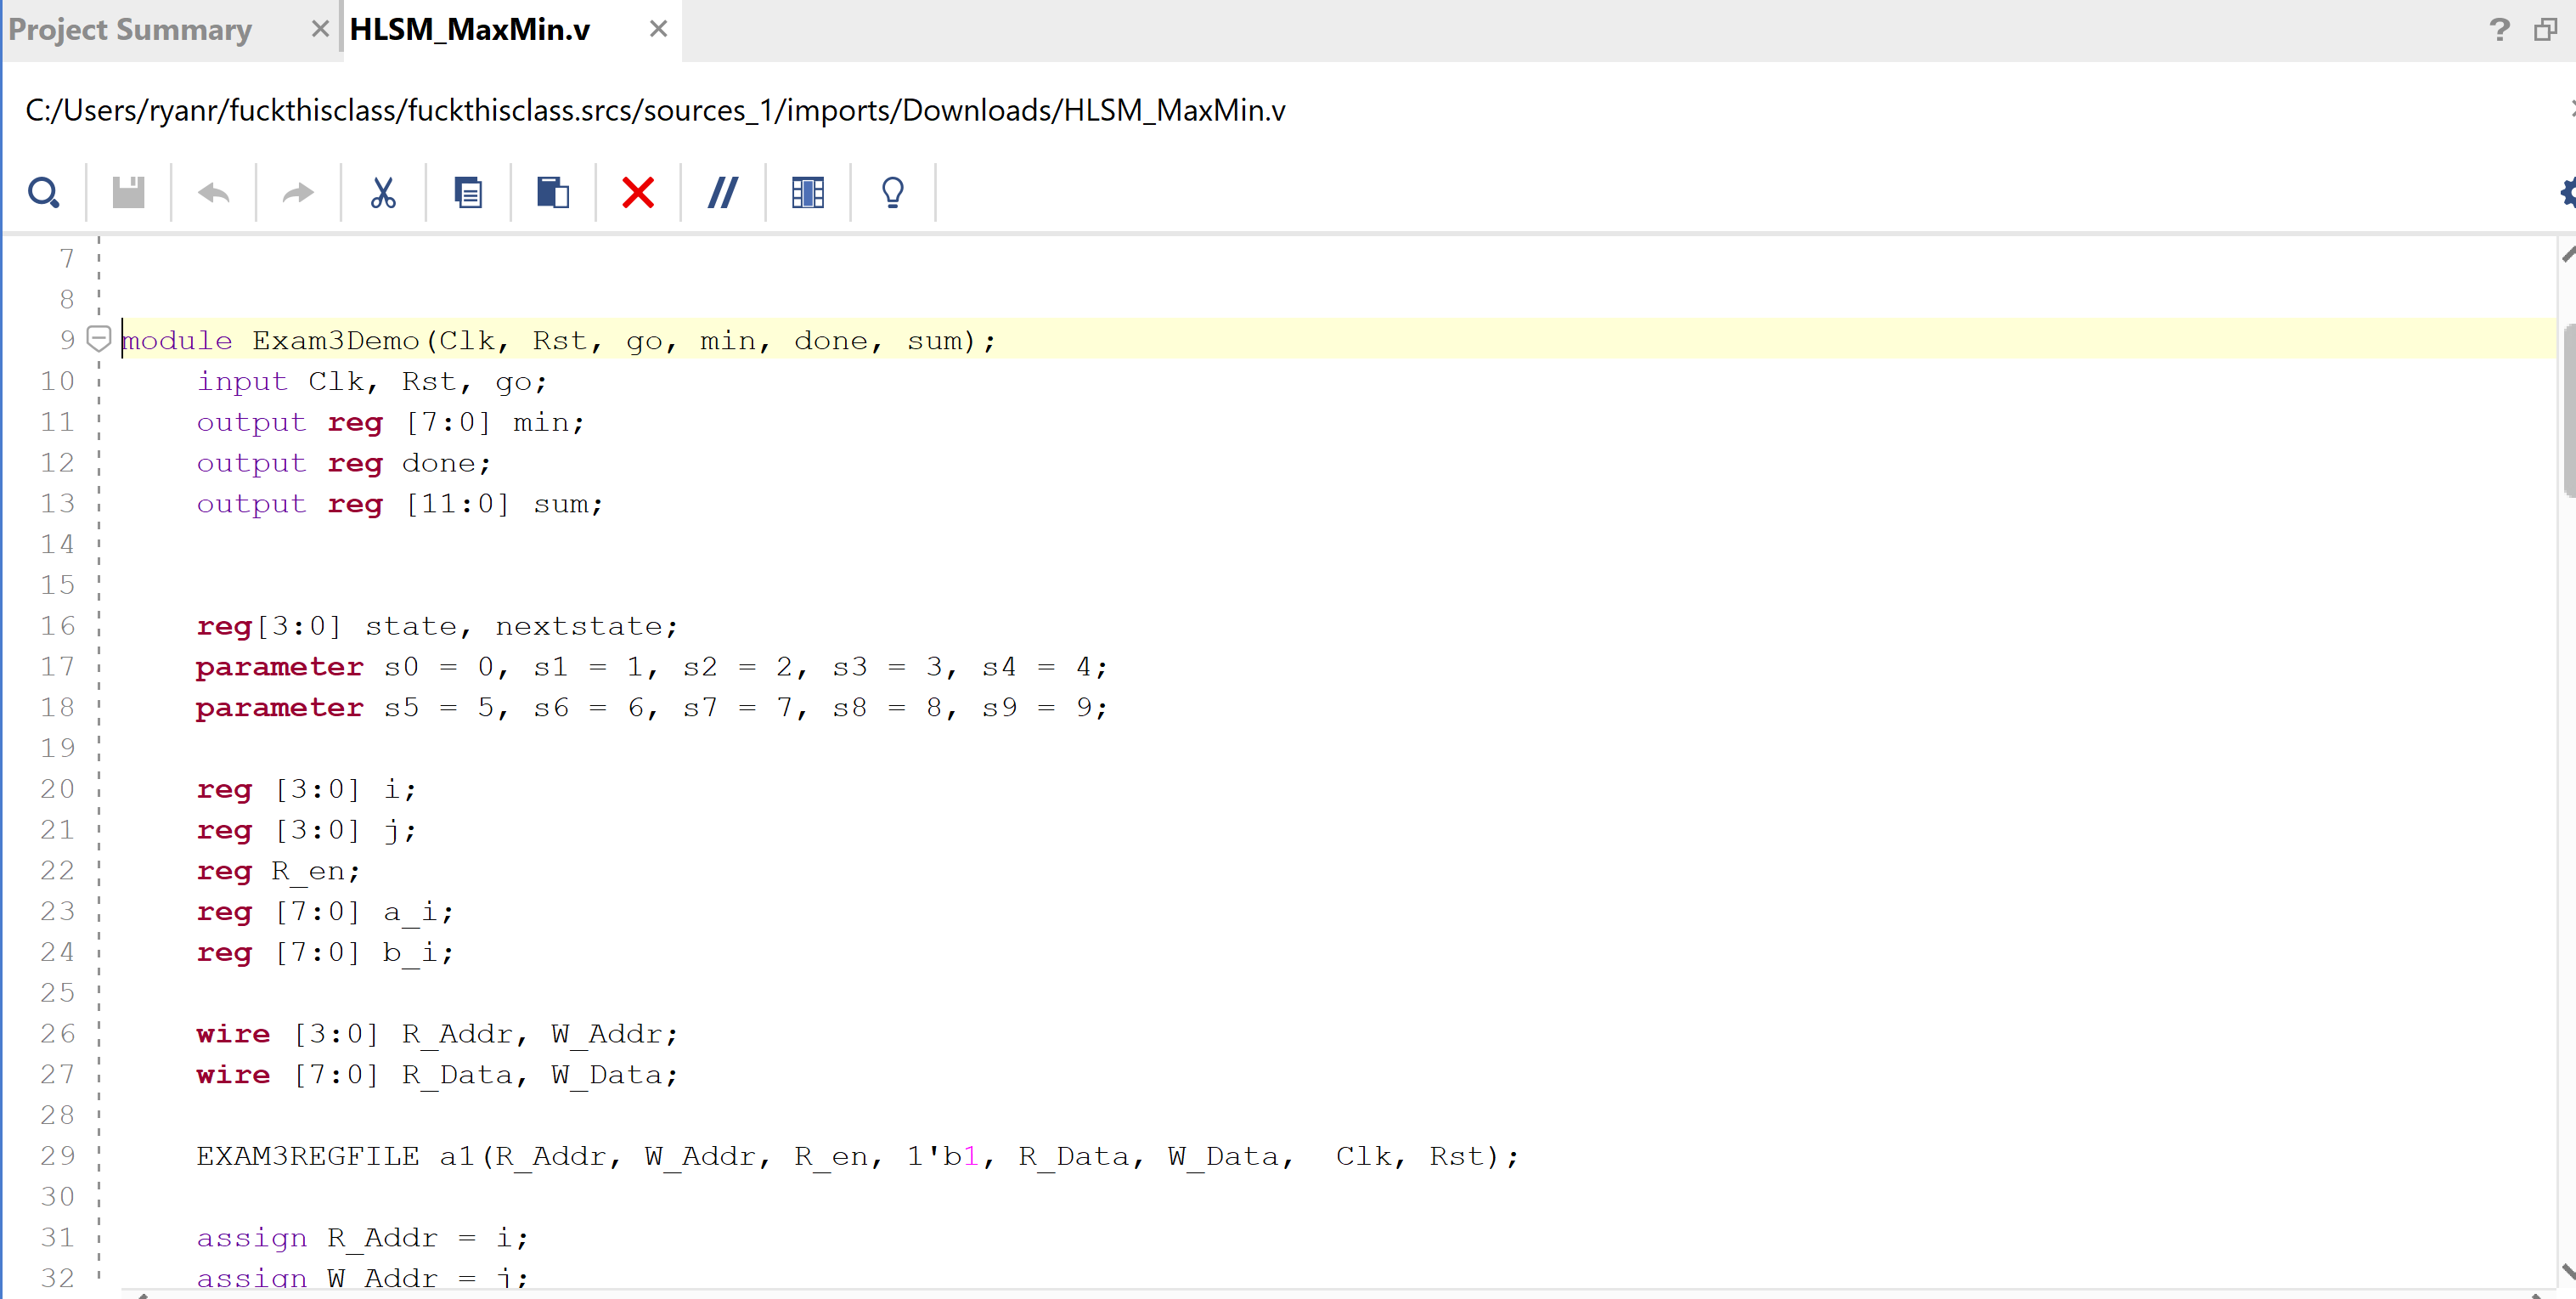 Project Summary × HLSM_MaxMin.v × ?
C:/Users/ryanr/fuckthisclass/fuckthisclass.srcs/sources_1/imports/Downloads/HLSM_MaxMin.v
7
8
9 module Exam3Demo(Clk, Rst, go, min, done, sum);
10 input Clk, Rst, go;
11 output reg [7:0] min;
12 output reg done;
13 output reg [11:0] sum;
14
15
16 reg[3:0] state, nextstate;
17 parameter s0 = 0, s1 = 1, s2 = 2, s3 = 3, s4 = 4;
18 parameter s5 = 5, s6 = 6, s7 = 7, s8 = 8, s9 = 9;
19
20 reg [3:0] i;
21 reg [3:0] j;
22 reg R_en;
23 reg [7:0] a_i;
24 reg [7:0] b_i;
25
26 wire [3:0] R_Addr, W_Addr;
27 wire [7:0] R_Data, W_Data;
28
29 EXAM3REGFILE a1(R_Addr, W_Addr, R_en, 1'b1, R_Data, W_Data,  Clk, Rst);
30
31 assign R_Addr = i;
32 assign W_Addr = j;